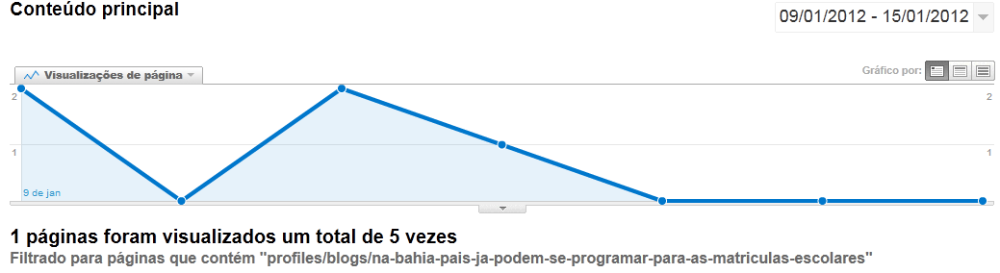 Conteúdo principal
09/01/2012 - 15/01/2012
Visualizações de página
Gráfico por:
2 2
1 1
9 de jan
1 páginas foram visualizados um total de 5 vezes
Filtrado para páginas que contém "profiles/blogs/na-bahia-pais-ja-podem-se-programar-para-as-matriculas-escolares"